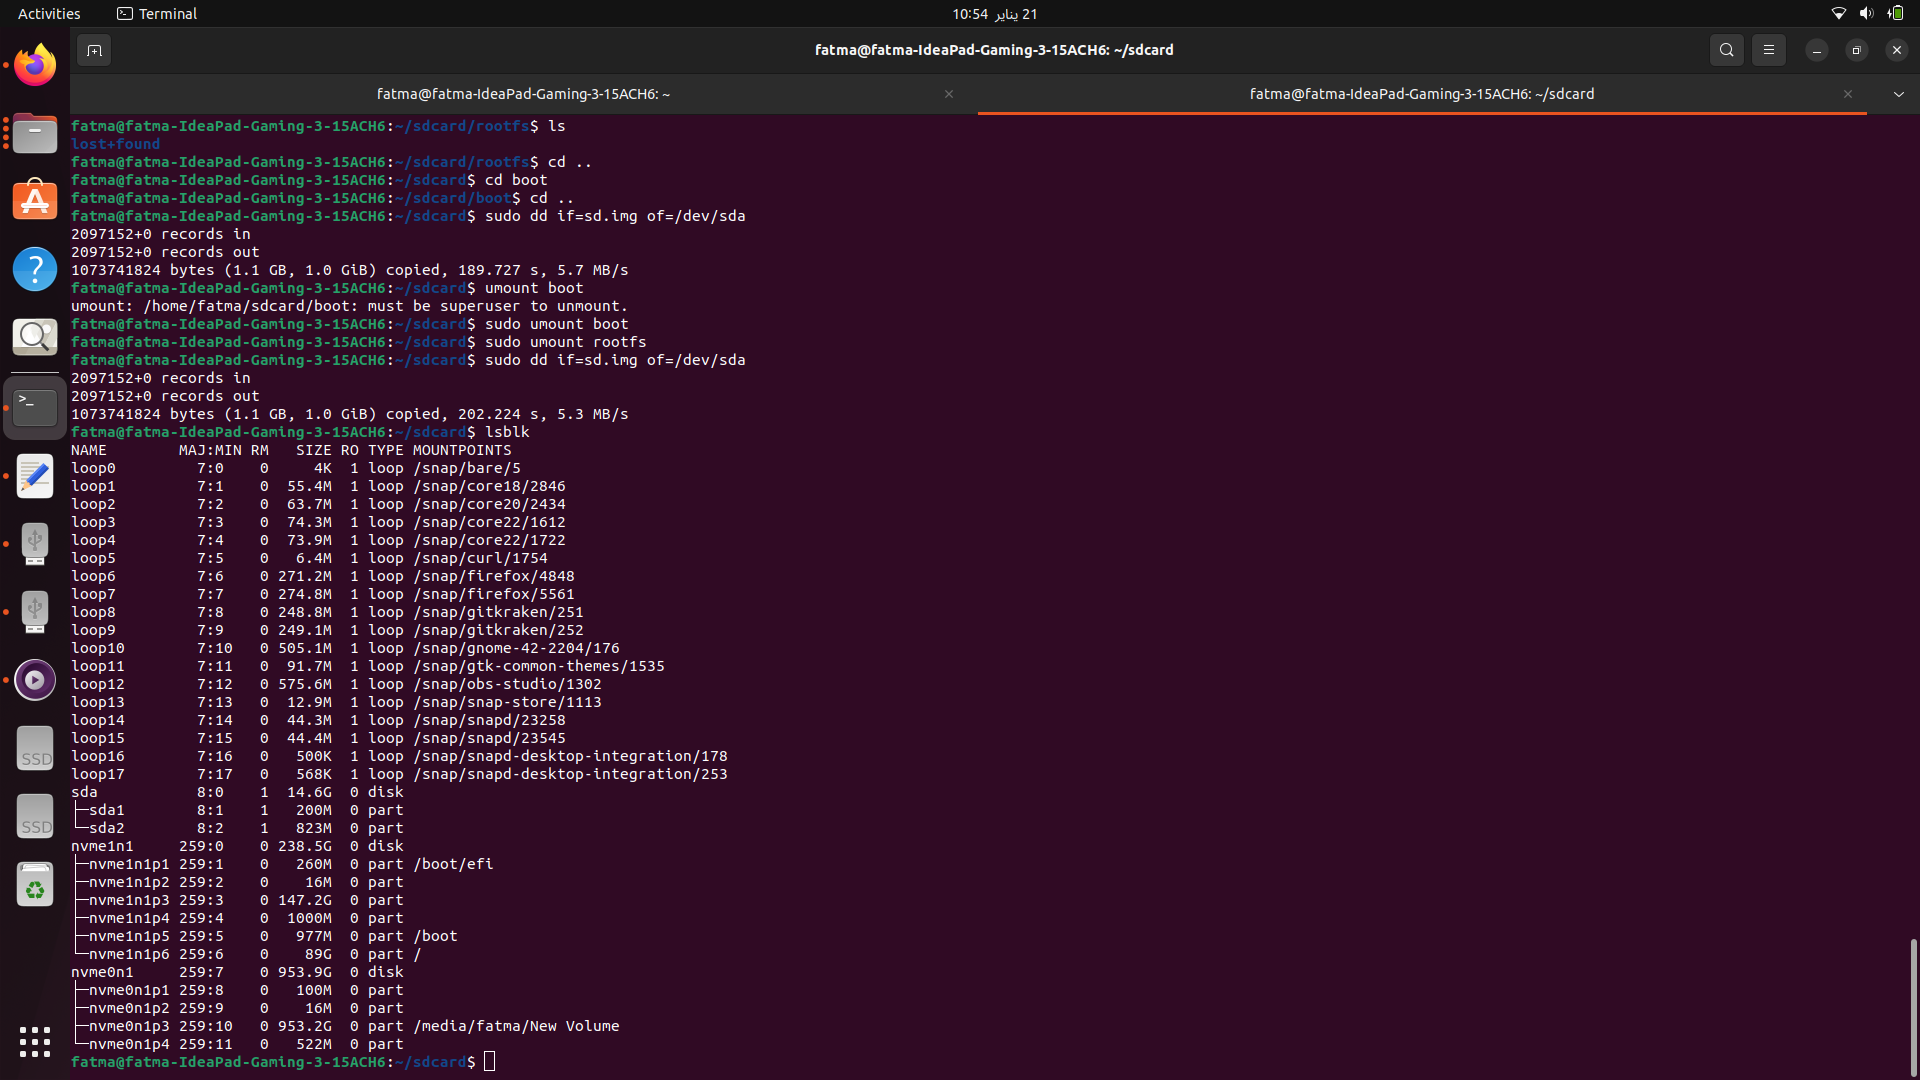 Activities
Terminal
10:54 21 يناير
fatma@fatma-IdeaPad-Gaming-3-15ACH6: ~/sdcard
fatma@fatma-IdeaPad-Gaming-3-15ACH6: ~
fatma@fatma-IdeaPad-Gaming-3-15ACH6: ~/sdcard
fatma@fatma-IdeaPad-Gaming-3-15ACH6:~/sdcard/rootfs$ ls
lost+found
fatma@fatma-IdeaPad-Gaming-3-15ACH6:~/sdcard/rootfs$ cd ..
fatma@fatma-IdeaPad-Gaming-3-15ACH6:~/sdcard$ cd boot
fatma@fatma-IdeaPad-Gaming-3-15ACH6:~/sdcard/boot$ cd ..
fatma@fatma-IdeaPad-Gaming-3-15ACH6:~/sdcard$ sudo dd if=sd.img of=/dev/sda
2097152+0 records in
2097152+0 records out
1073741824 bytes (1.1 GB, 1.0 GiB) copied, 189.727 s, 5.7 MB/s
fatma@fatma-IdeaPad-Gaming-3-15ACH6:~/sdcard$ umount boot
umount: /home/fatma/sdcard/boot: must be superuser to unmount.
fatma@fatma-IdeaPad-Gaming-3-15ACH6:~/sdcard$ sudo umount boot
fatma@fatma-IdeaPad-Gaming-3-15ACH6:~/sdcard$ sudo umount rootfs
fatma@fatma-IdeaPad-Gaming-3-15ACH6:~/sdcard$ sudo dd if=sd.img of=/dev/sda
2097152+0 records in
2097152+0 records out
1073741824 bytes (1.1 GB, 1.0 GiB) copied, 202.224 s, 5.3 MB/s
fatma@fatma-IdeaPad-Gaming-3-15ACH6:~/sdcard$ lsblk
NAME        MAJ:MIN RM   SIZE RO TYPE MOUNTPOINTS
loop0         7:0    0     4K  1 loop /snap/bare/5
loop1         7:1    0  55.4M  1 loop /snap/core18/2846
loop2         7:2    0  63.7M  1 loop /snap/core20/2434
loop3         7:3    0  74.3M  1 loop /snap/core22/1612
loop4         7:4    0  73.9M  1 loop /snap/core22/1722
loop5         7:5    0   6.4M  1 loop /snap/curl/1754
loop6         7:6    0 271.2M  1 loop /snap/firefox/4848
loop7         7:7    0 274.8M  1 loop /snap/firefox/5561
loop8         7:8    0 248.8M  1 loop /snap/gitkraken/251
loop9         7:9    0 249.1M  1 loop /snap/gitkraken/252
loop10        7:10   0 505.1M  1 loop /snap/gnome-42-2204/176
loop11        7:11   0  91.7M  1 loop /snap/gtk-common-themes/1535
loop12        7:12   0 575.6M  1 loop /snap/obs-studio/1302
loop13        7:13   0  12.9M  1 loop /snap/snap-store/1113
loop14        7:14   0  44.3M  1 loop /snap/snapd/23258
loop15        7:15   0  44.4M  1 loop /snap/snapd/23545
loop16        7:16   0   500K  1 loop /snap/snapd-desktop-integration/178
loop17        7:17   0   568K  1 loop /snap/snapd-desktop-integration/253
sda           8:0    1  14.6G  0 disk
├─sda1        8:1    1   200M  0 part
└─sda2        8:2    1   823M  0 part
nvme1n1     259:0    0 238.5G  0 disk
├─nvme1n1p1 259:1    0   260M  0 part /boot/efi
├─nvme1n1p2 259:2    0    16M  0 part
├─nvme1n1p3 259:3    0 147.2G  0 part
├─nvme1n1p4 259:4    0  1000M  0 part
├─nvme1n1p5 259:5    0   977M  0 part /boot
└─nvme1n1p6 259:6    0    89G  0 part /
nvme0n1     259:7    0 953.9G  0 disk
├─nvme0n1p1 259:8    0   100M  0 part
├─nvme0n1p2 259:9    0    16M  0 part
├─nvme0n1p3 259:10   0 953.2G  0 part /media/fatma/New Volume
└─nvme0n1p4 259:11   0   522M  0 part
fatma@fatma-IdeaPad-Gaming-3-15ACH6:~/sdcard$
SSD
SSD